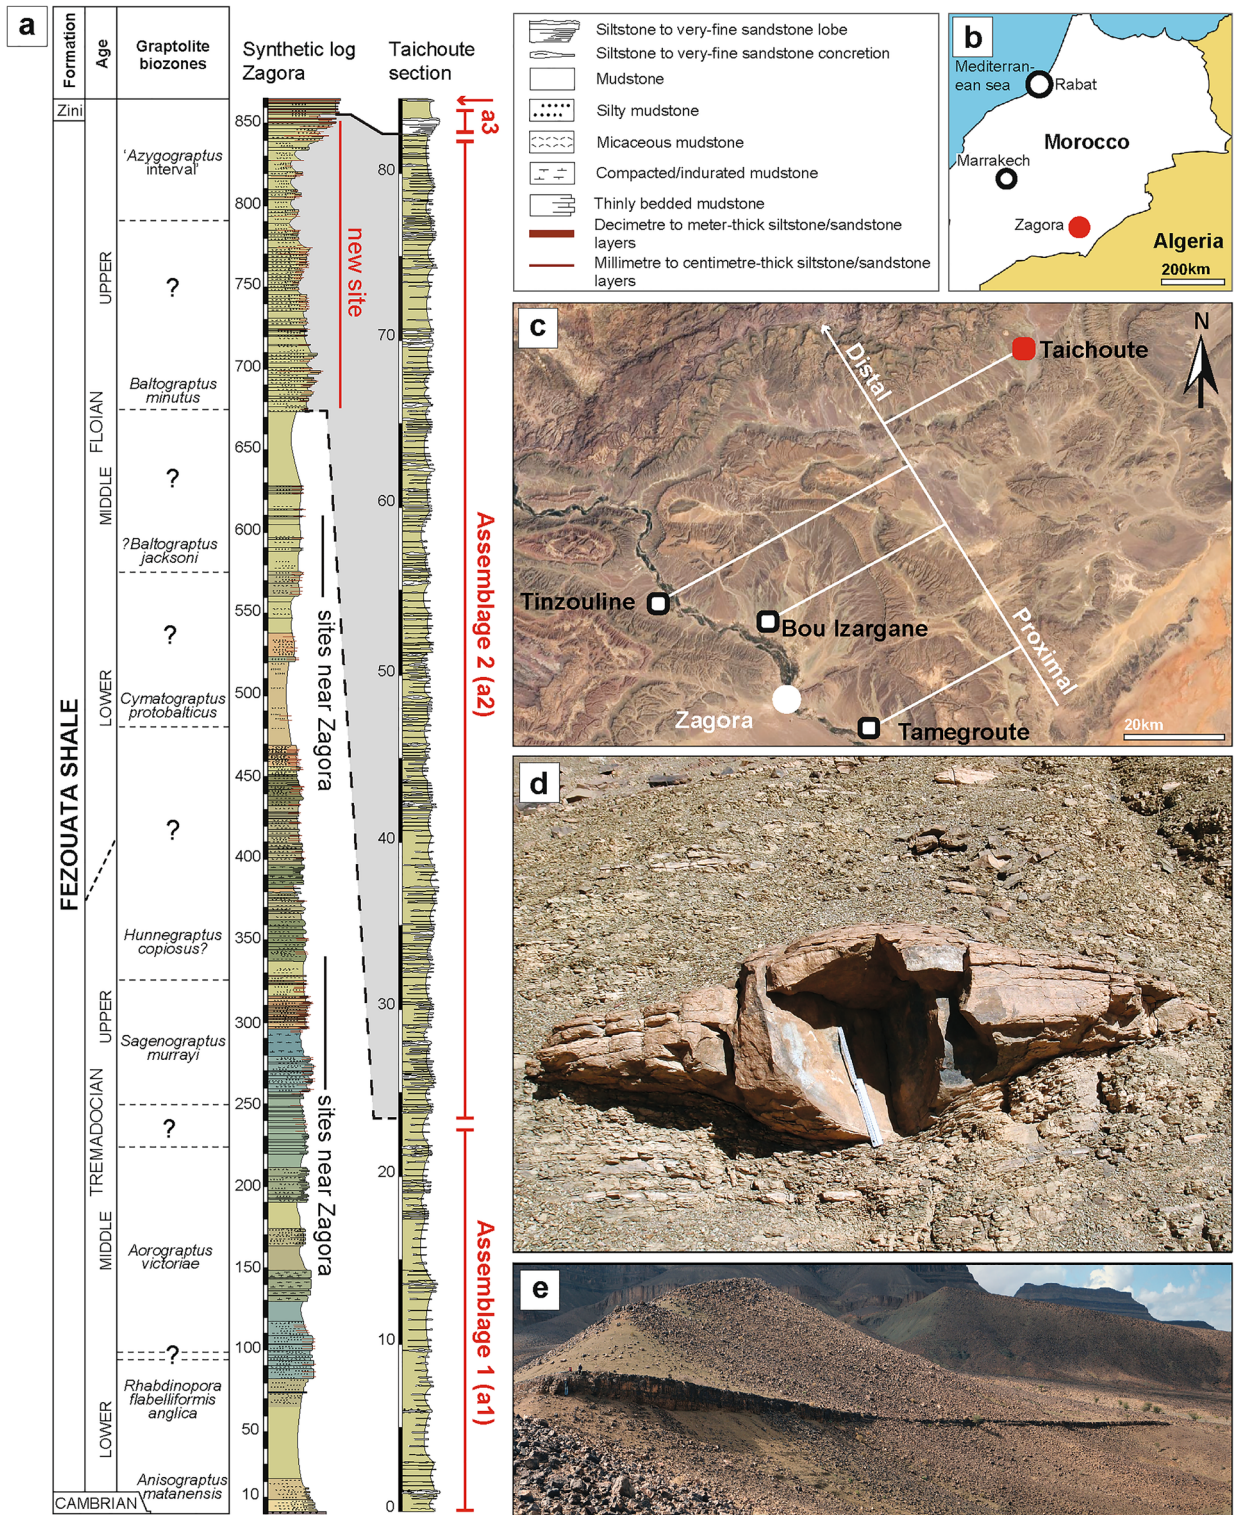 a
Formation
Age
Graptolite
biozones
Synthetic log
Zagora
Taichoute
section
Zini
FEZOUATA SHALE
CAMBRIAN
UPPER
FLOIAN
MIDDLE
LOWER
UPPER
TREMADOCIAN
MIDDLE
LOWER
'Azygograptus
interval'
?
Baltograptus
minutus
?
?Baltograptus
jacksoni
?
Cymatograptus
protobalticus
?
Hunnegraptus
copiosus?
Sagenograptus
murrayi
?
Aorograptus
victoriae
?
Rhabdinopora
flabelliformis
anglica
Anisograptus
matanensis
850
800
750
700
650
600
550
500
450
400
350
300
250
200
150
100
50
10
new site
sites near Zagora
sites near Zagora
80
70
60
50
40
30
20
10
0
a3
Assemblage 2 (a2)
Assemblage 1 (a1)
Siltstone to very-fine sandstone lobe
Siltstone to very-fine sandstone concretion
Mudstone
Silty mudstone
Micaceous mudstone
Compacted/indurated mudstone
Thinly bedded mudstone
Decimetre to meter-thick siltstone/sandstone
layers
Millimetre to centimetre-thick siltstone/sandstone
layers
b
Mediterran-
ean sea
Rabat
Morocco
Marrakech
Zagora
Algeria
200km
c
N
Distal
Taichoute
Tinzouline
Bou Izargane
Proximal
Zagora
Tamegroute
20km
d
e